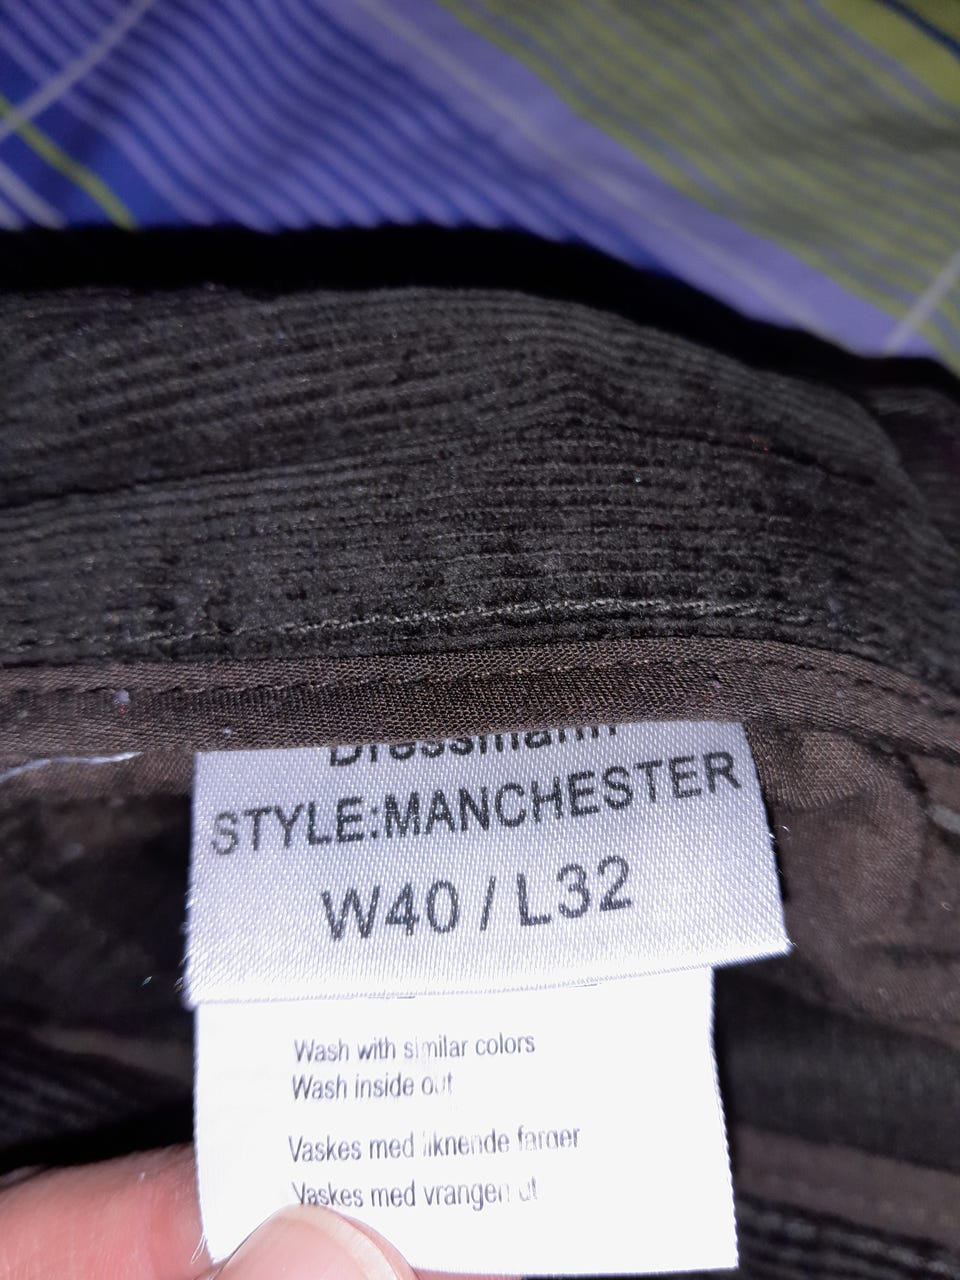 Dressmann
STYLE:MANCHESTER
W40 / L32
Wash with similar colors
Wash inside out
Vaskes med liknende farger
Vaskes med vrangen ut